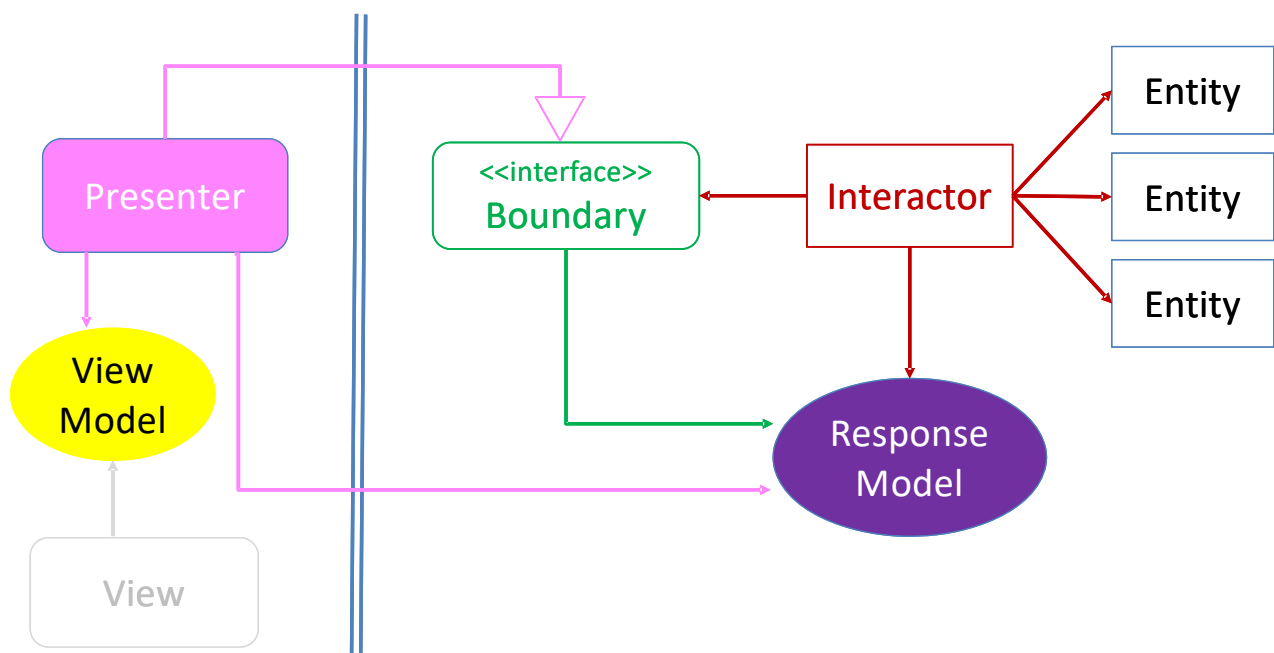 Presenter
<<interface>>
Boundary
Interactor
Entity
Entity
Entity
View
Model
Response
Model
View